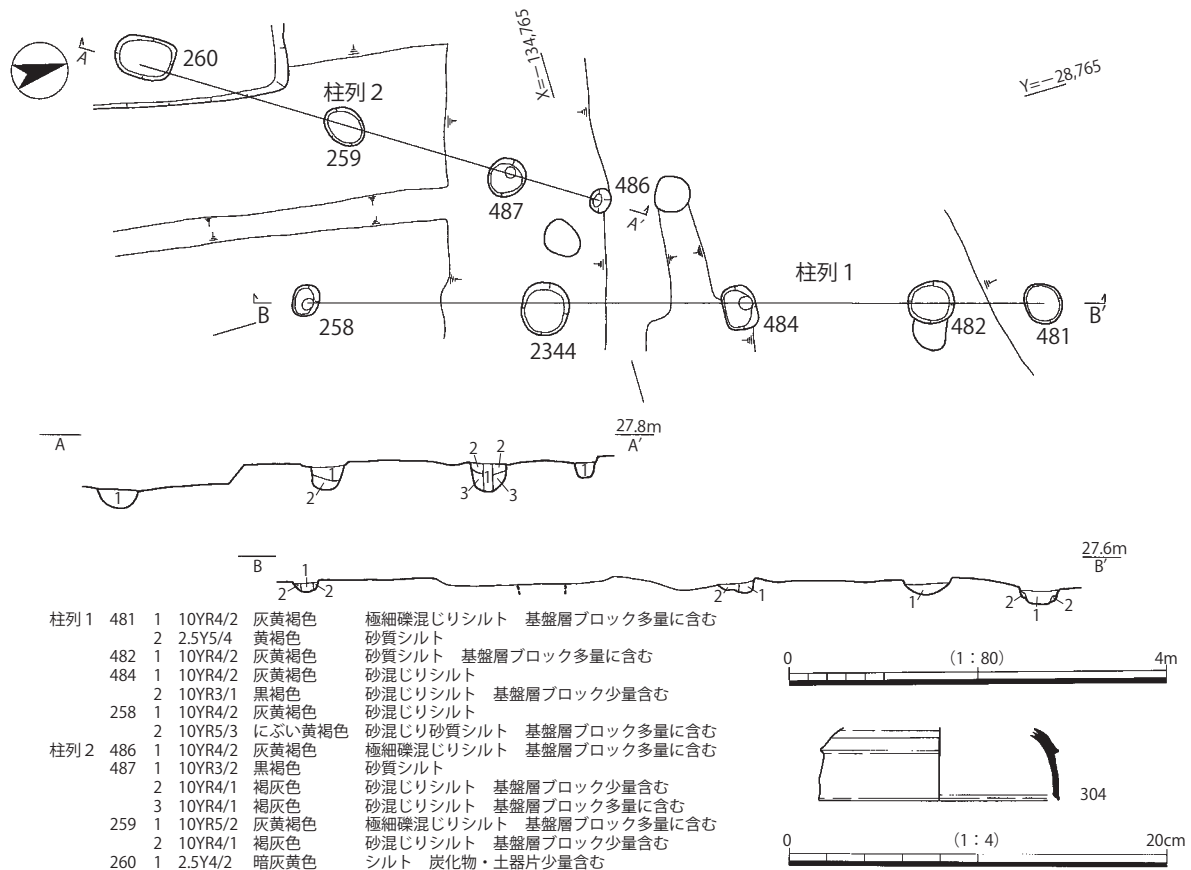 260
A
柱列２
259
487
486
A′
X=－134,765
Y=－28,765
柱列１
B
258
2344
484
482
481
B′
A
27.8m
A′
1
1
2
2
2
3
1
3
1
B
27.6m
B′
1
2
2
2
1
1
2
2
1
柱列１ 481 1 10YR4/2 灰黄褐色 極細礫混じりシルト 基盤層ブロック多量に含む
2 2.5Y5/4 黄褐色 砂質シルト
482 1 10YR4/2 灰黄褐色 砂質シルト 基盤層ブロック多量に含む
484 1 10YR4/2 灰黄褐色 砂混じりシルト
2 10YR3/1 黒褐色 砂混じりシルト 基盤層ブロック少量含む
258 1 10YR4/2 灰黄褐色 砂混じりシルト
2 10YR5/3 にぶい黄褐色 砂混じり砂質シルト 基盤層ブロック多量に含む
柱列２ 486 1 10YR4/2 灰黄褐色 極細礫混じりシルト 基盤層ブロック多量に含む
487 1 10YR3/2 黒褐色 砂質シルト
2 10YR4/1 褐灰色 砂混じりシルト 基盤層ブロック少量含む
3 10YR4/1 褐灰色 砂混じりシルト 基盤層ブロック多量に含む
259 1 10YR5/2 灰黄褐色 極細礫混じりシルト 基盤層ブロック多量に含む
2 10YR4/1 褐灰色 砂混じりシルト 基盤層ブロック少量含む
260 1 2.5Y4/2 暗灰黄色 シルト 炭化物・土器片少量含む
0 （1：80） 4m
304
0 （1：4） 20cm